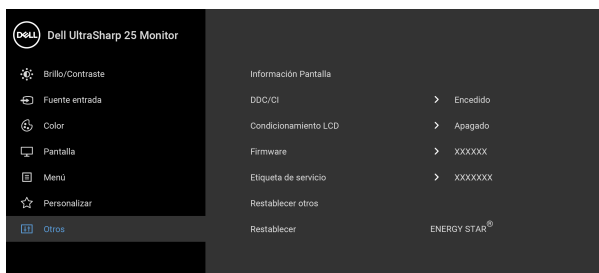 DELL Dell UltraSharp 25 Monitor
Brillo/Contraste Información Pantalla
Fuente entrada DDC/CI > Encedido
Color Condicionamiento LCD > Apagado
Pantalla Firmware > XXXXXX
Menú Etiqueta de servicio > XXXXXXX
Personalizar Restablecer otros
Otros Restablecer ENERGY STAR®